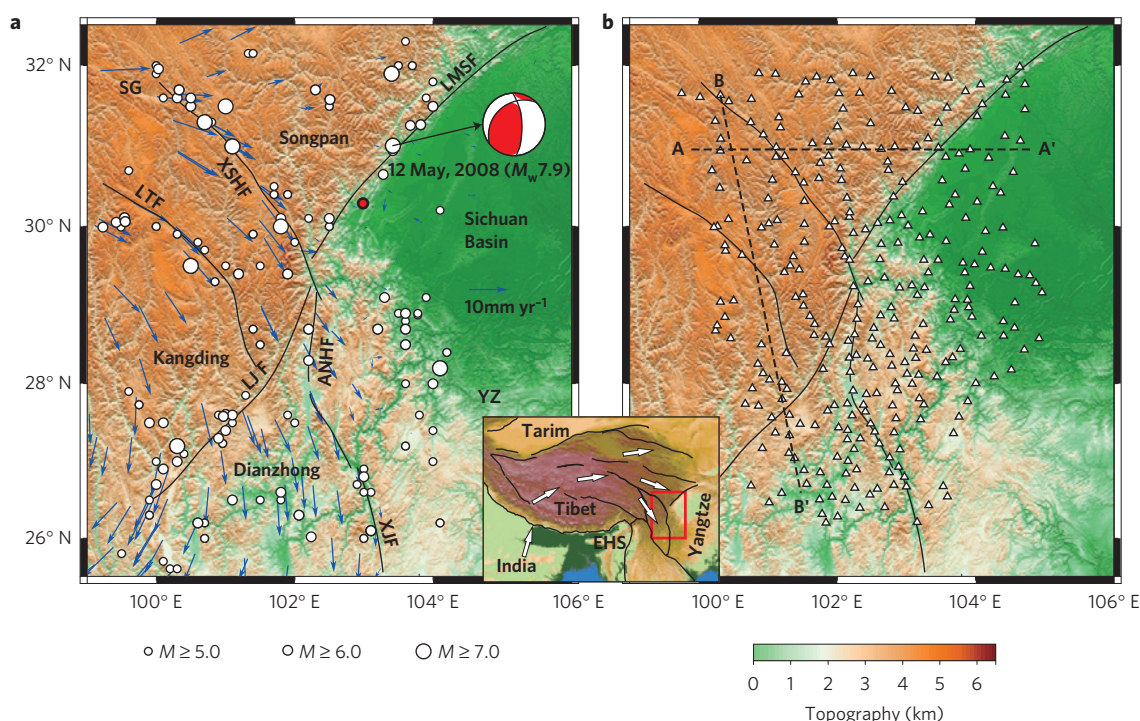 a
b
32° N
30° N
28° N
26° N
SG
LMSF
Songpan
XSHF
12 May, 2008 (Mw7.9)
LTF
Sichuan
Basin
10mm yr⁻¹
Kangding
LJ F
ANHF
YZ
Dianzhong
XJF
100° E
102° E
104° E
106° E
Tarim
Tibet
EHS
India
Yangtze
B
A
A'
B'
100° E
102° E
104° E
106° E
M ≥ 5.0
M ≥ 6.0
M ≥ 7.0
0 1 2 3 4 5 6
Topography (km)